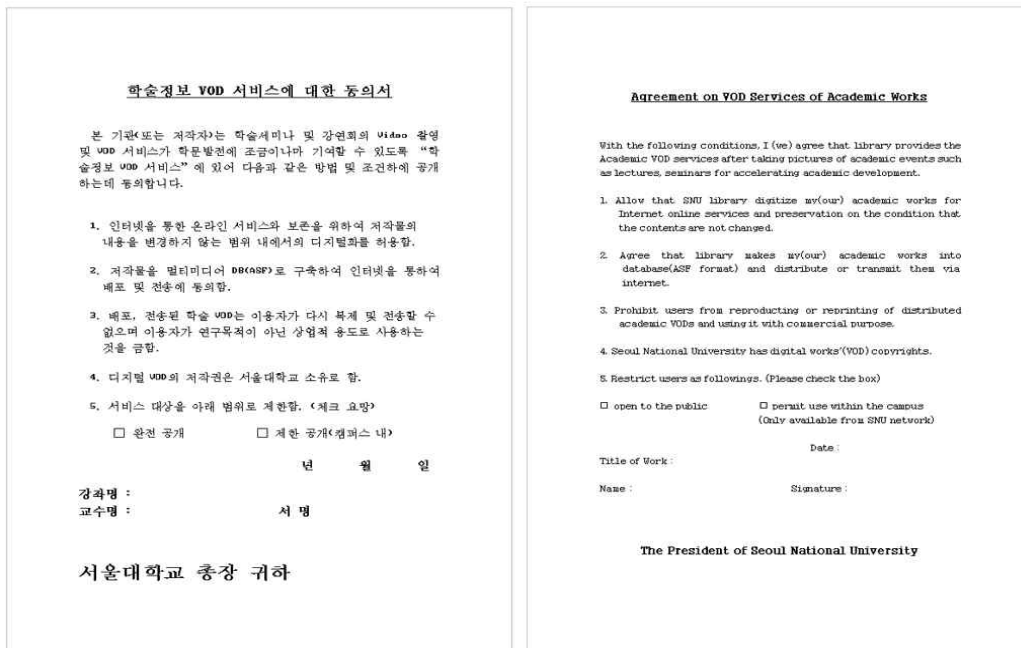 학술정보 VOD 서비스에 대한 동의서
본 기관(또는 저작자)는 학술세미나 및 강연회의 Video 촬영
및 VOD 서비스가 학문발전에 조금이나마 기여할 수 있도록 “학
술정보 VOD 서비스” 에 있어 다음과 같은 방법 및 조건하에 공개
하는데 동의합니다.
1. 인터넷을 통한 온라인 서비스와 보존을 위하여 저작물의
내용을 변경하지 않는 범위 내에서의 디지털화를 허용함.
2. 저작물을 멀티미디어 DB(ASF)로 구축하여 인터넷을 통하여
배포 및 전송에 동의함.
3. 배포, 전송된 학술 VOD는 이용자가 다시 복제 및 전송할 수
없으며 이용자가 연구목적이 아닌 상업적 용도로 사용하는
것을 금함.
4. 디지털 VOD의 저작권은 서울대학교 소유로 함.
5. 서비스 대상을 아래 범위로 제한함. (체크 요망)
□ 완전 공개 □ 제한 공개(캠퍼스 내)
년 월 일
강좌명 :
교수명 : 서 명
서울대학교 총장 귀하
Agreement on VOD Services of Academic Works
With the following conditions, I (we) agree that library provides the
Academic VOD services after taking pictures of academic events such
as lectures, seminars for accelerating academic development.
1. Allow that SNU library digitize my(our) academic works for
Internet online services and preservation on the condition that
the contents are not changed.
2. Agree that library makes my(our) academic works into
database(ASF format) and distribute or transmit them via
internet.
3. Prohibit users from reproducing or reprinting of distributed
academic VODs and using it with commercial purpose.
4. Seoul National University has digital works'(VOD) copyrights.
5. Restrict users as followings. (Please check the box)
□ open to the public □ permit use within the campus
(Only available from SNU network)
Date :
Title of Work :
Name : Signature :
The President of Seoul National University